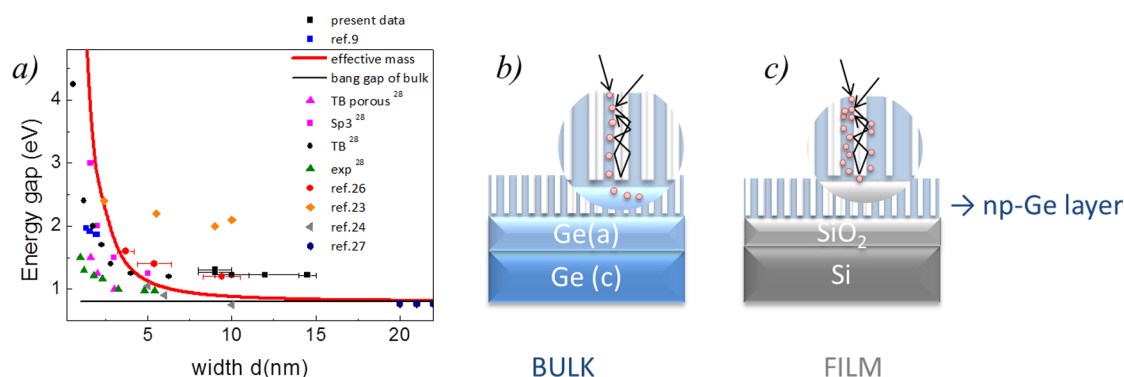 a)
present data
ref.9
effective mass
bang gap of bulk
TB porous 28
Sp3 28
TB 28
exp 28
ref.26
ref.23
ref.24
ref.27
Energy gap (eV)
4
3
2
1
5
10
15
20
width d(nm)
b)
Ge(a)
Ge (c)
BULK
c)
→ np-Ge layer
SiO2
Si
FILM